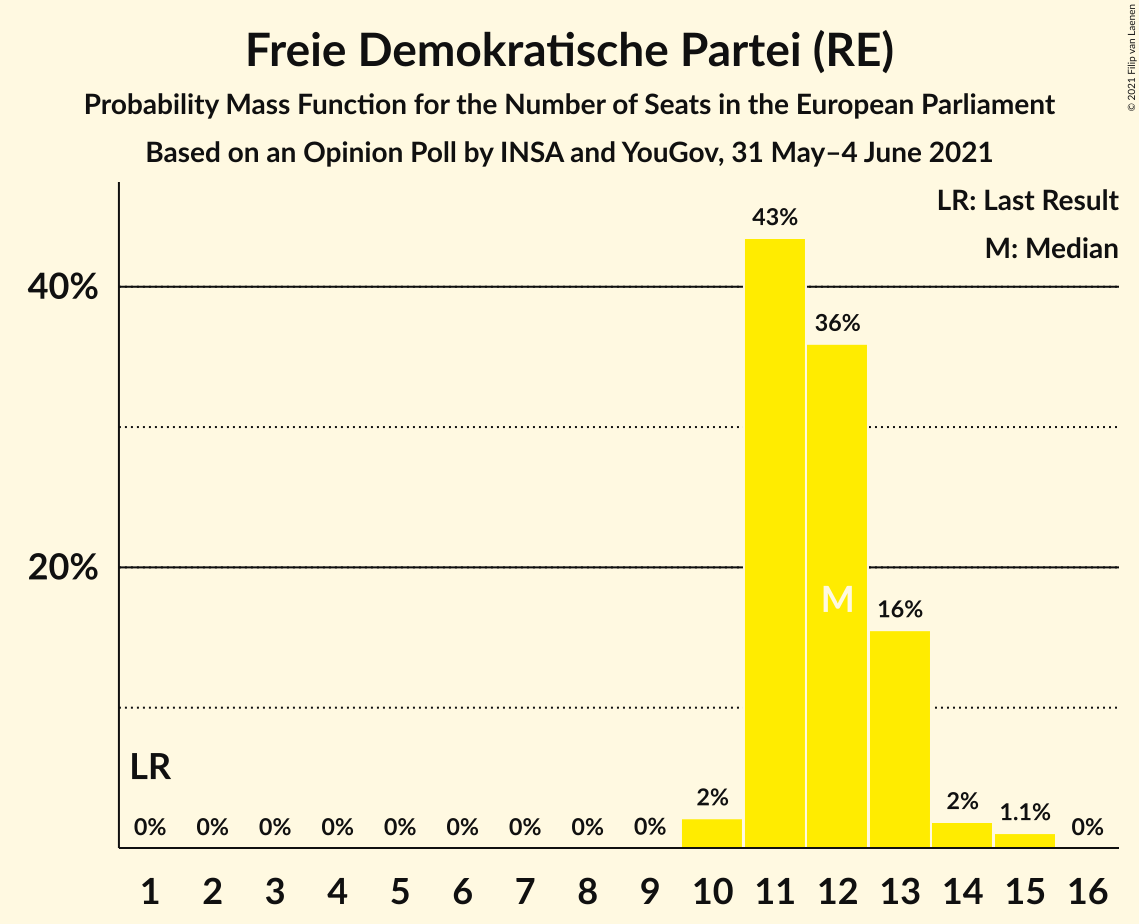 Freie Demokratische Partei (RE)
Probability Mass Function for the Number of Seats in the European Parliament
Based on an Opinion Poll by INSA and YouGov, 31 May–4 June 2021
© 2021 Filip van Laenen
LR: Last Result
M: Median
43%
40%
36%
20%
M
16%
LR
0% 0% 0% 0% 0% 0% 0% 0% 0% 2% 2% 1.1% 0%
1 2 3 4 5 6 7 8 9 10 11 12 13 14 15 16